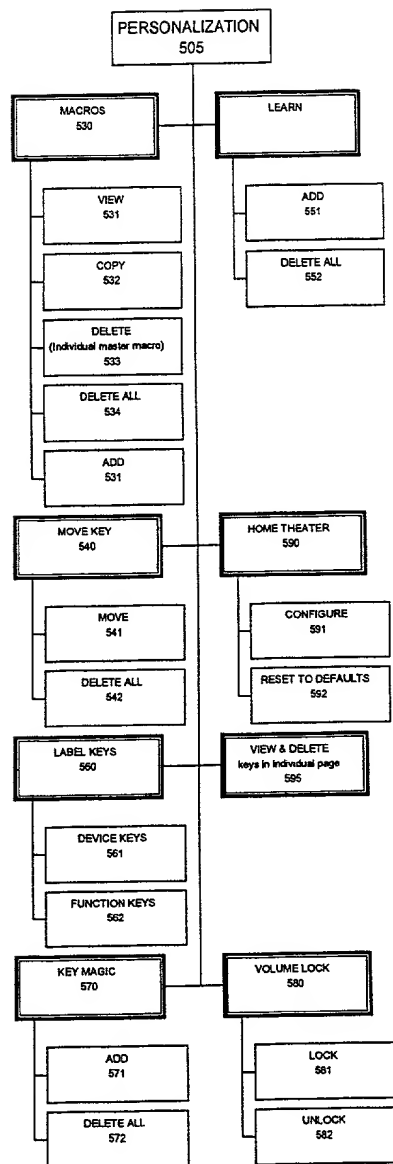 PERSONALIZATION
505
MACROS
530
LEARN
VIEW
531
COPY
532
DELETE
(Individual master macro)
533
DELETE ALL
534
ADD
531
ADD
551
DELETE ALL
552
MOVE KEY
540
HOME THEATER
590
MOVE
541
DELETE ALL
542
CONFIGURE
591
RESET TO DEFAULTS
592
LABEL KEYS
560
VIEW & DELETE
keys in individual page
595
DEVICE KEYS
561
FUNCTION KEYS
562
KEY MAGIC
570
VOLUME LOCK
580
ADD
571
DELETE ALL
572
LOCK
581
UNLOCK
582